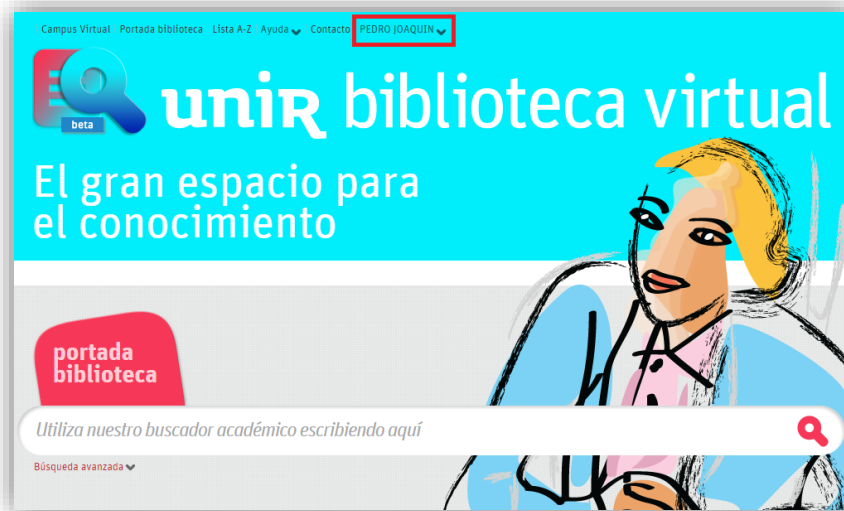 Campus Virtual Portada biblioteca Lista A-Z Ayuda Contacto PEDRO JOAQUIN
beta
unir biblioteca virtual
El gran espacio para
el conocimiento
portada
biblioteca
Utiliza nuestro buscador académico escribiendo aquí
Búsqueda avanzada